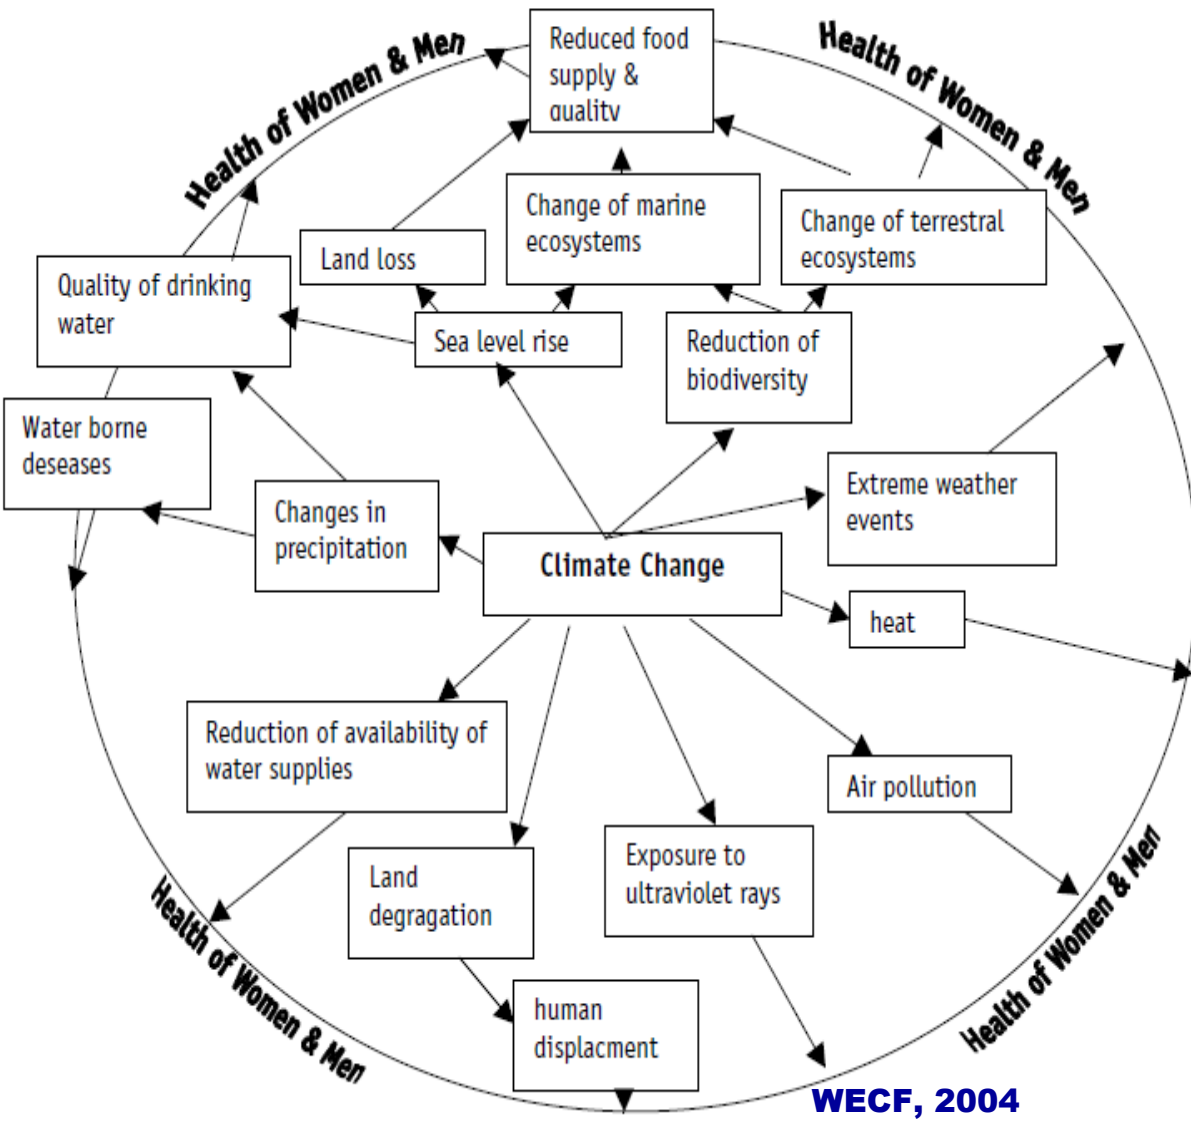 Health of Women & Men
Health of Women & Men
Reduced food
supply &
quality
Change of marine
ecosystems
Change of terrestral
ecosystems
Land loss
Quality of drinking
water
Sea level rise
Reduction of
biodiversity
Water borne
deseases
Changes in
precipitation
Extreme weather
events
Climate Change
heat
Reduction of availability of
water supplies
Air pollution
Land
degragation
Exposure to
ultraviolet rays
human
displacment
Health of Women & Men
Health of Women & Men
WECF, 2004